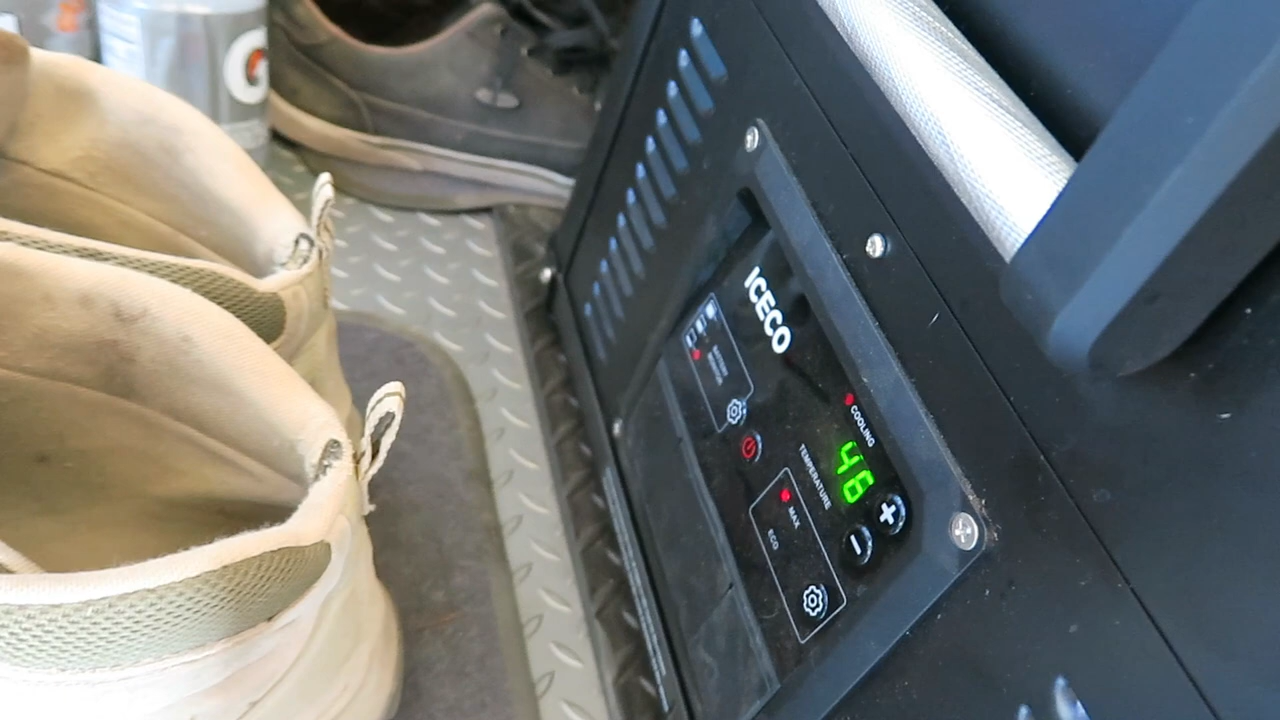 G
ICECO
COOLING
46
TEMPERATURE
MAX
ECO
+
-